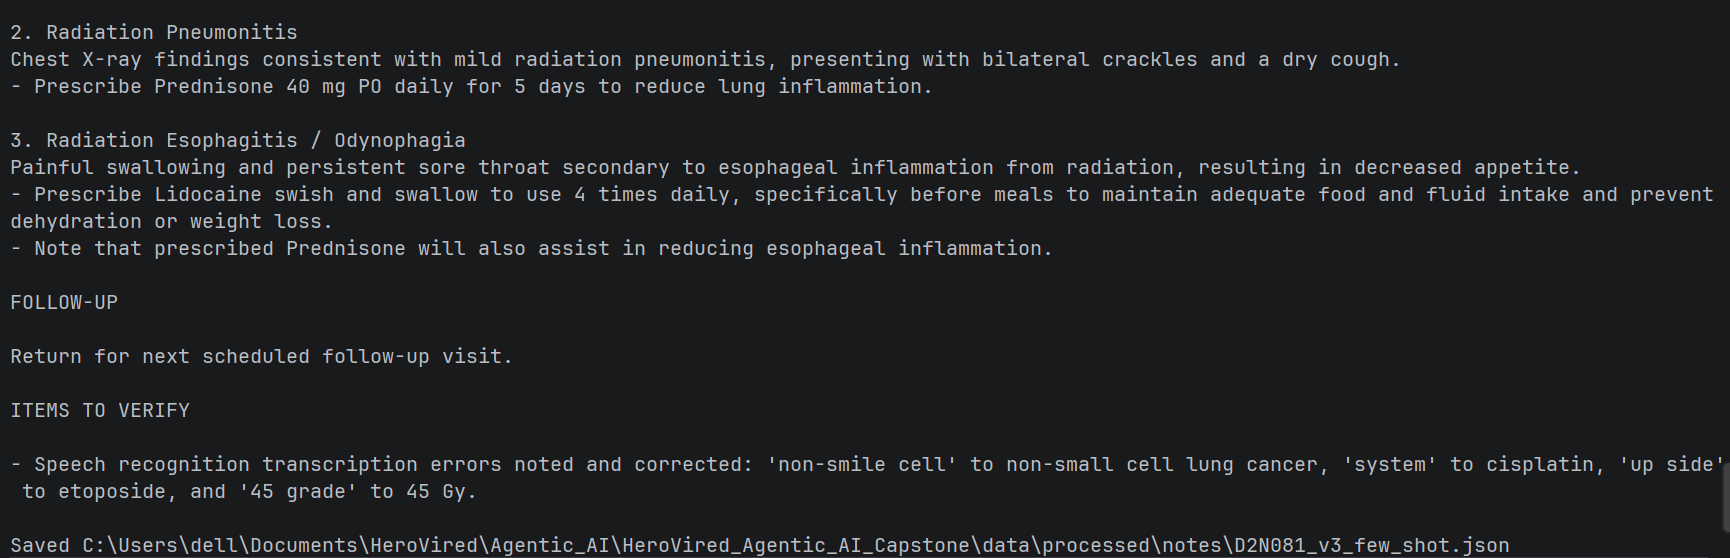 2. Radiation Pneumonitis
Chest X-ray findings consistent with mild radiation pneumonitis, presenting with bilateral crackles and a dry cough.
- Prescribe Prednisone 40 mg PO daily for 5 days to reduce lung inflammation.
3. Radiation Esophagitis / Odynophagia
Painful swallowing and persistent sore throat secondary to esophageal inflammation from radiation, resulting in decreased appetite.
- Prescribe Lidocaine swish and swallow to use 4 times daily, specifically before meals to maintain adequate food and fluid intake and prevent
dehydration or weight loss.
- Note that prescribed Prednisone will also assist in reducing esophageal inflammation.
FOLLOW-UP
Return for next scheduled follow-up visit.
ITEMS TO VERIFY
- Speech recognition transcription errors noted and corrected: 'non-smile cell' to non-small cell lung cancer, 'system' to cisplatin, 'up side'
to etoposide, and '45 grade' to 45 Gy.
Saved C:\Users\dell\Documents\HeroVired\Agentic_AI\HeroVired_Agentic_AI_Capstone\data\processed\notes\D2N081_v3_few_shot.json